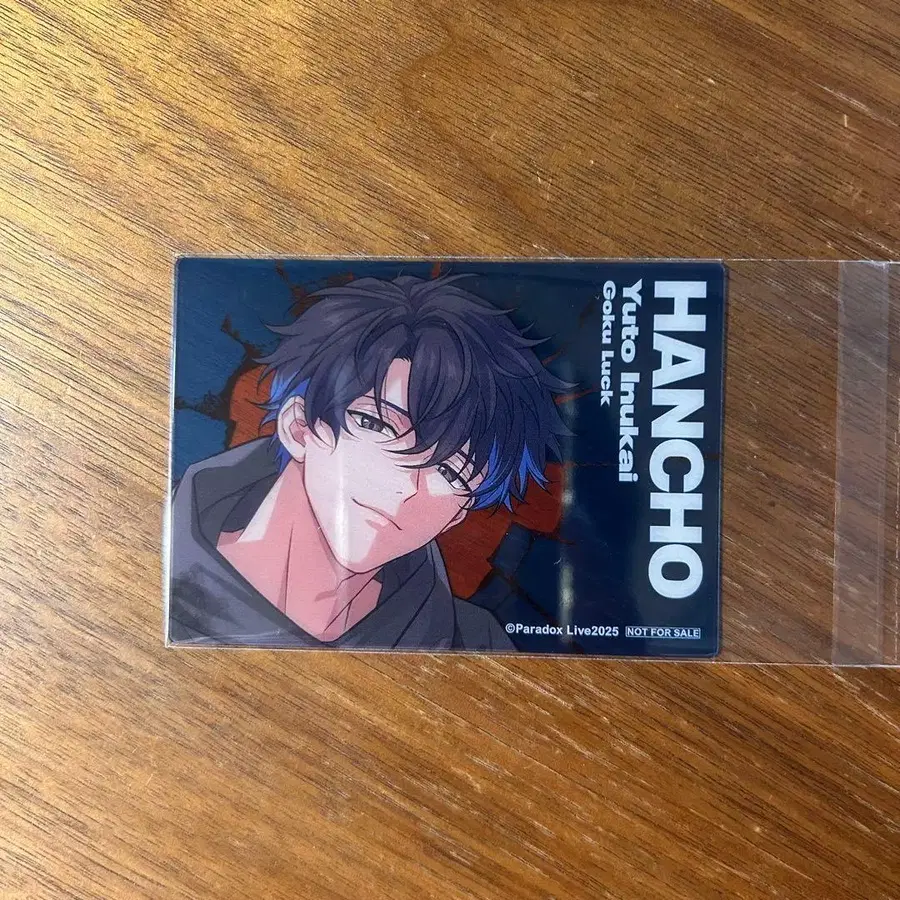 HANCHO
Yuto Inukai
Goku Luck
©Paradox Live2025 NOT FOR SALE